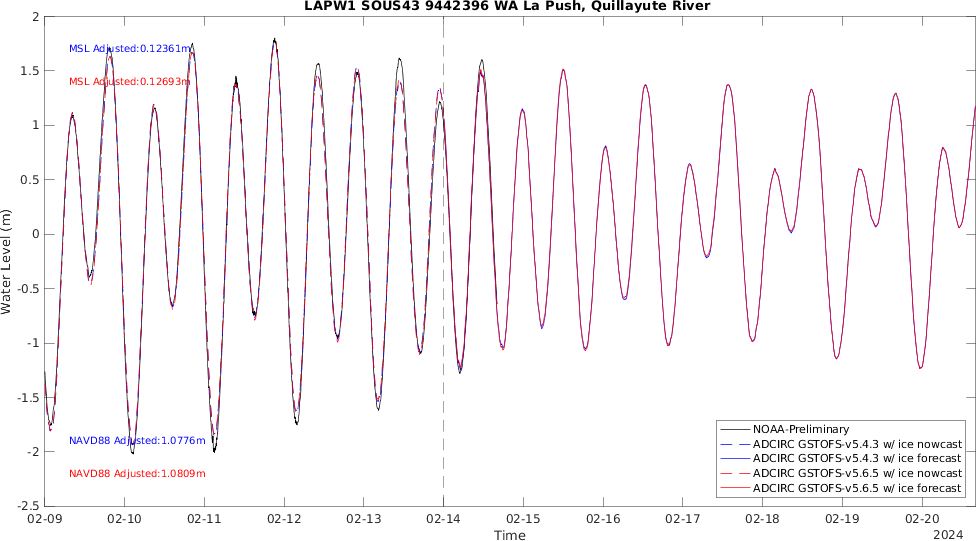 LAPW1 SOUS43 9442396 WA La Push, Quillayute River
2
1.5
1
0.5
0
-0.5
-1
-1.5
-2
-2.5
Water Level (m)
MSL Adjusted:0.12361m
MSL Adjusted:0.12693m
NAVD88 Adjusted:1.0776m
NAVD88 Adjusted:1.0809m
NOAA-Preliminary
ADCIRC GSTOFS-v5.4.3 w/ ice nowcast
ADCIRC GSTOFS-v5.4.3 w/ ice forecast
ADCIRC GSTOFS-v5.6.5 w/ ice nowcast
ADCIRC GSTOFS-v5.6.5 w/ ice forecast
02-09 02-10 02-11 02-12 02-13 02-14 02-15 02-16 02-17 02-18 02-19 02-20
Time
2024